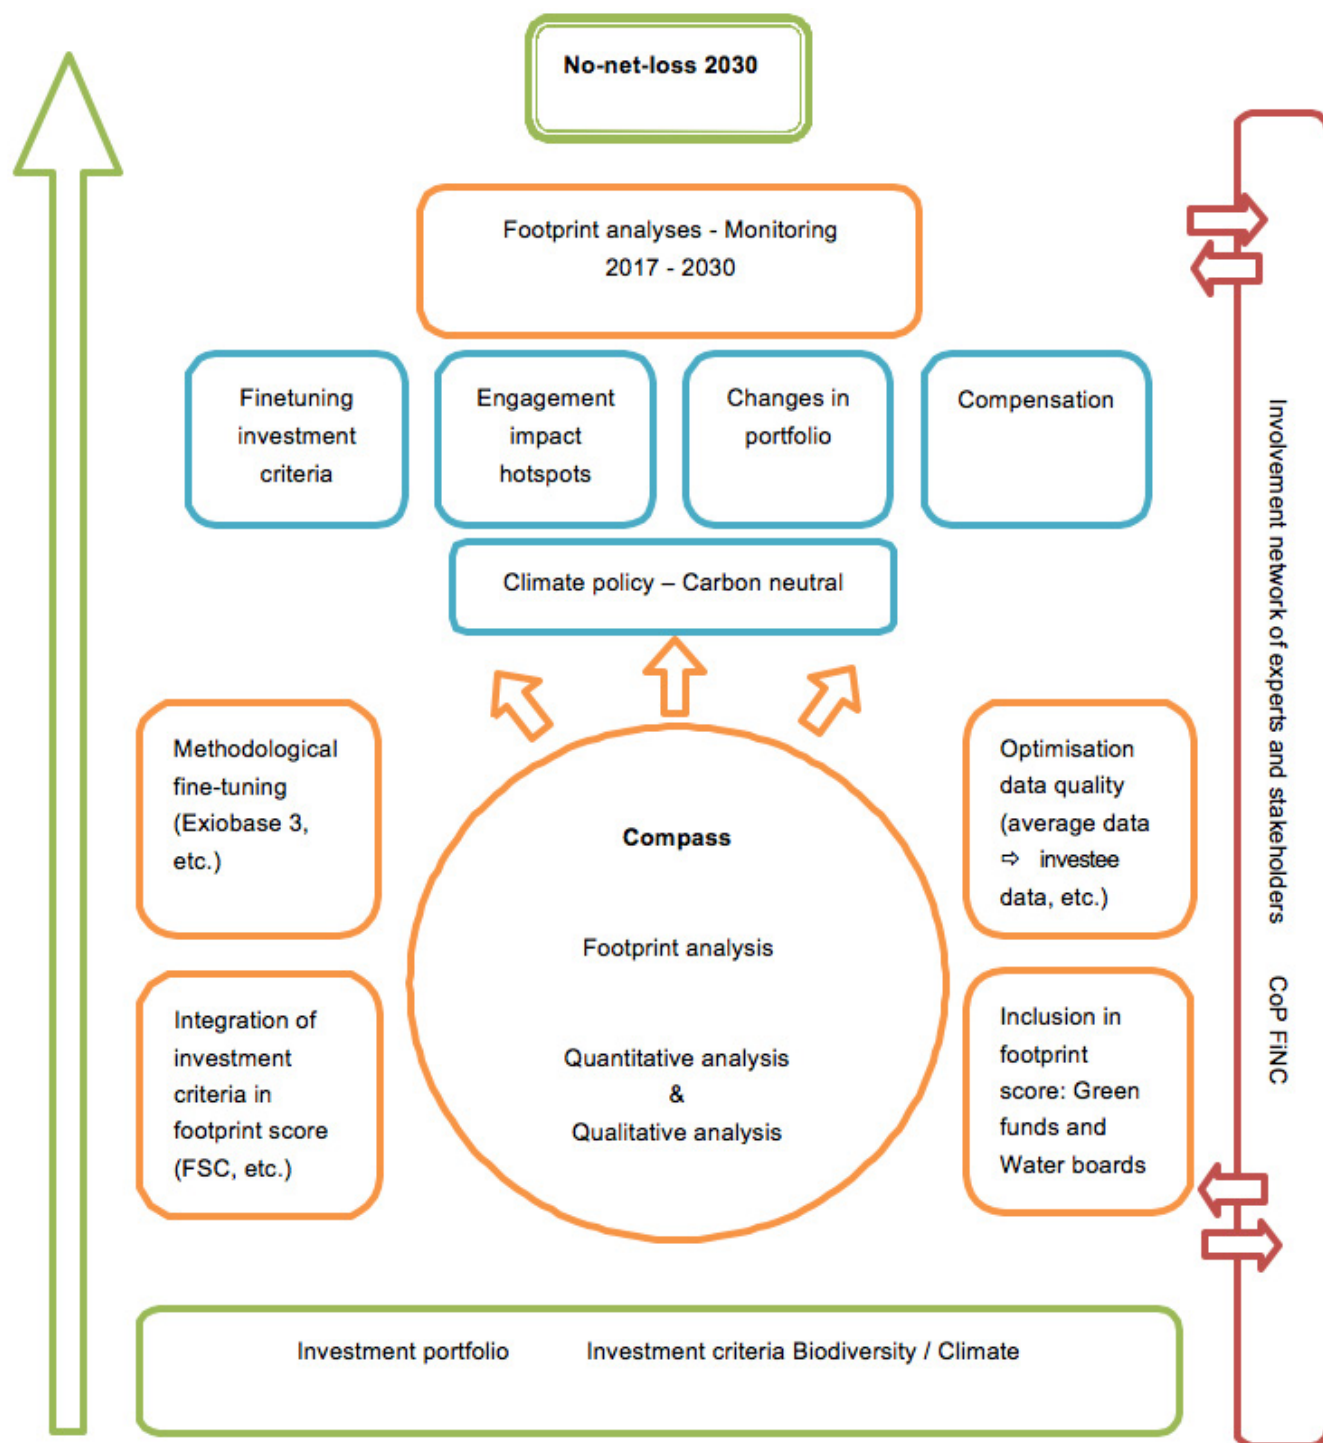 No-net-loss 2030
Footprint analyses - Monitoring
2017 - 2030
Finetuning
investment
criteria
Engagement
impact
hotspots
Changes in
portfolio
Compensation
Climate policy – Carbon neutral
Methodological
fine-tuning
(Exiobase 3,
etc.)
Integration of
investment
criteria in
footprint score
(FSC, etc.)
Compass
Footprint analysis
Quantitative analysis
&
Qualitative analysis
Optimisation
data quality
(average data
⇨ investee
data, etc.)
Inclusion in
footprint
score: Green
funds and
Water boards
Investment portfolio Investment criteria Biodiversity / Climate
Involvement network of experts and stakeholders CoP FiNC